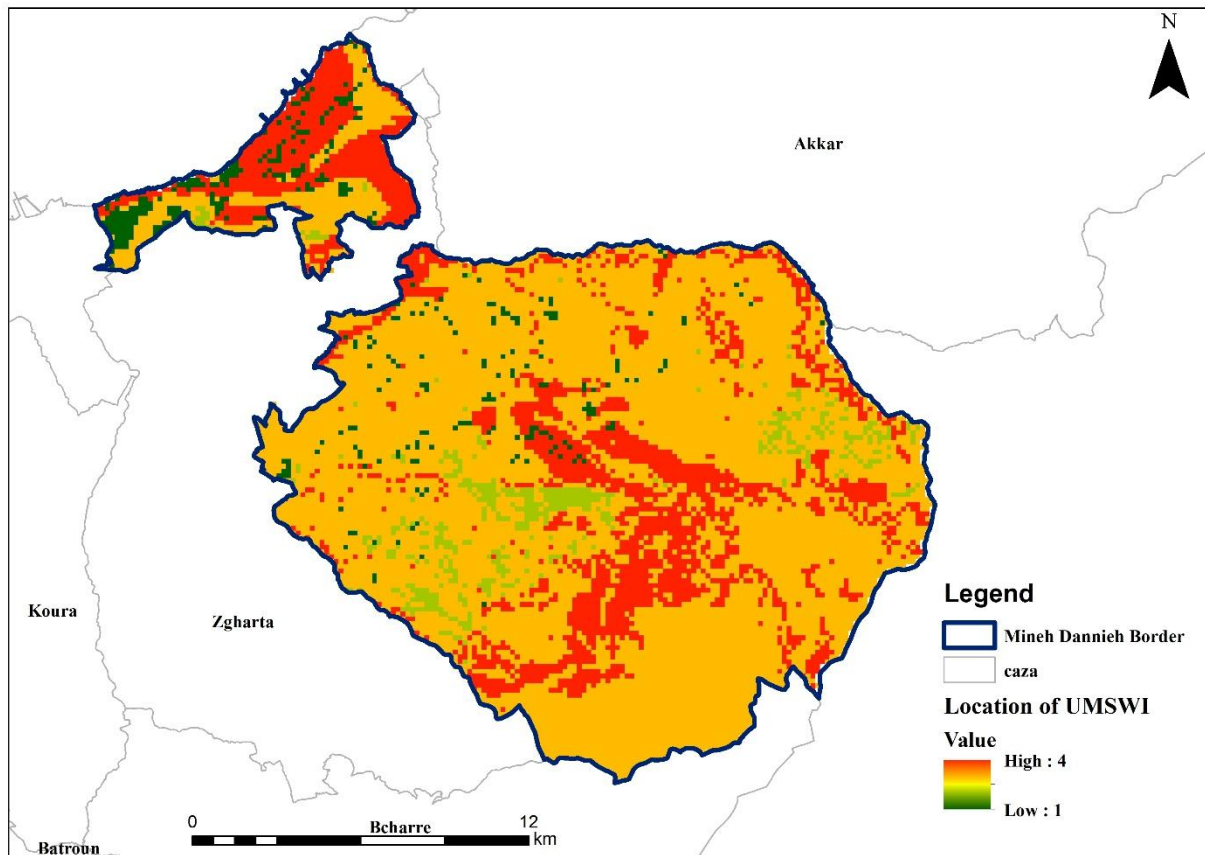 N
Akkar
Koura
Zgharta
Legend
Mineh Dannieh Border
caza
Location of UMSWI
Value
High : 4
Low : 1
0
12
Bcharre
km
Batroun